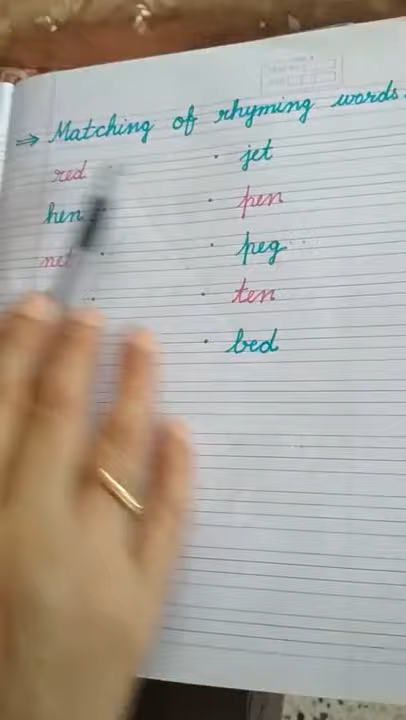 ⇒ Matching of rhyming words.
red · jet
hen · pen
net · peg
· ten
· bed